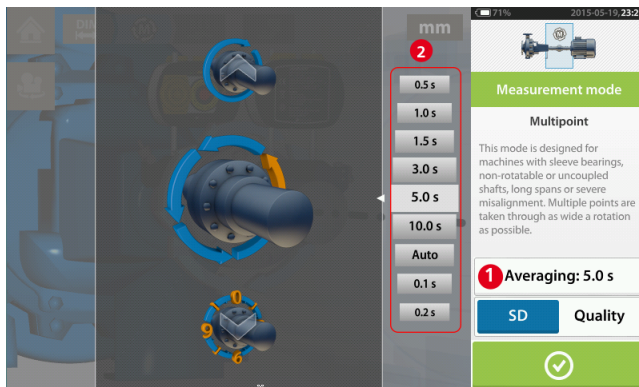 DIM
mm
2
0.5 s
1.0 s
1.5 s
3.0 s
5.0 s
10.0 s
Auto
0.1 s
0.2 s
0
9
6
71%
2015-05-19, 23:2
M
Measurement mode
Multipoint
This mode is designed for
machines with sleeve bearings,
non-rotatable or uncoupled
shafts, long spans or severe
misalignment. Multiple points are
taken through as wide a rotation
as possible.
1
Averaging: 5.0 s
SD
Quality